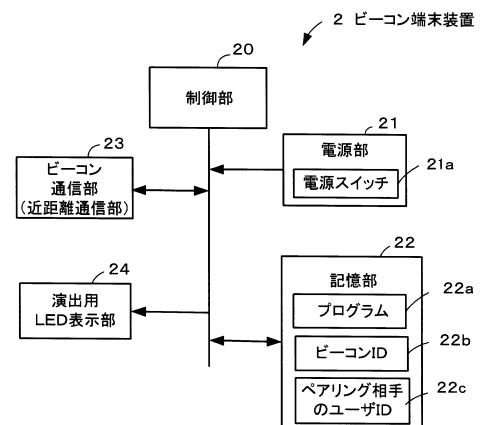 2 ビーコン端末装置
20
制御部
21
電源部
電源スイッチ
21a
23
ビーコン
通信部
(近距離通信部)
22
記憶部
プログラム
22a
ビーコンID
22b
ペアリング相手
のユーザID
22c
24
演出用
LED表示部